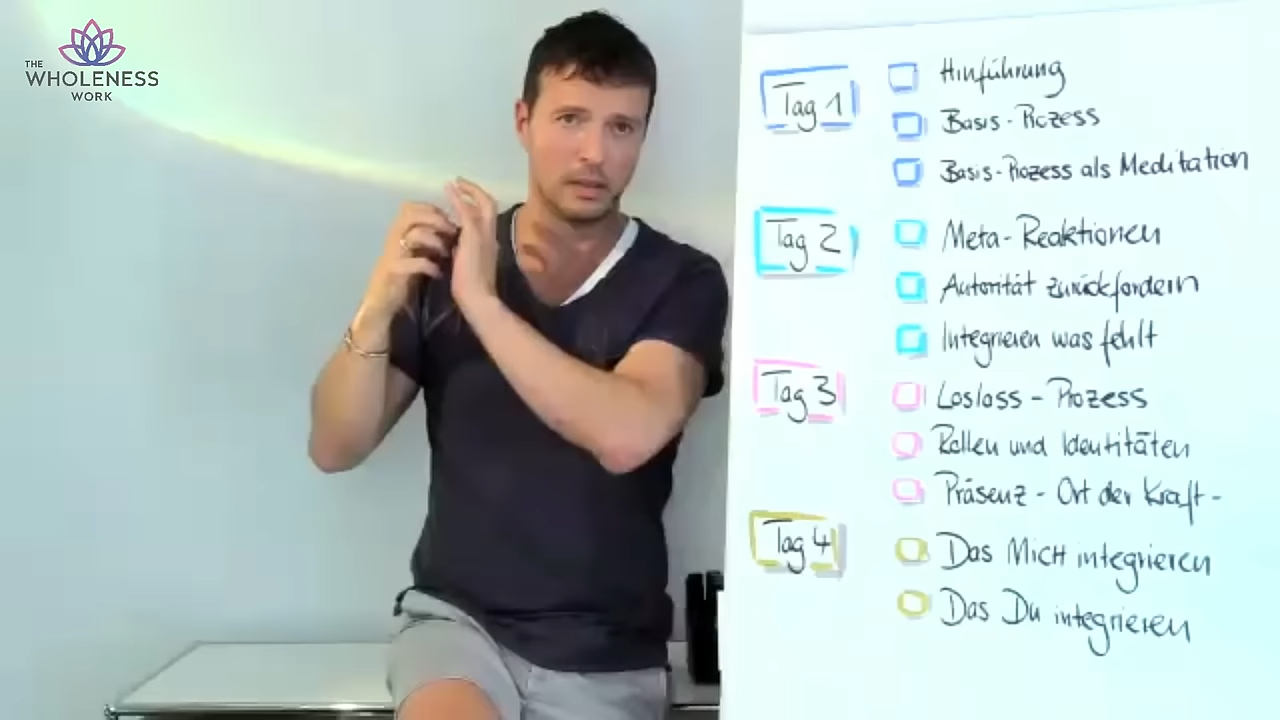 THE
WHOLENESS
WORK
Tag 1
Hinführung
Basis-Prozess
Basis-Prozess als Meditation
Tag 2
Meta-Reaktionen
Autorität zurückfordern
Integrieren was fehlt
Tag 3
Loslass-Prozess
Rollen und Identitäten
Präsenz - Ort der Kraft -
Tag 4
Das MICH integrieren
Das Du integrieren